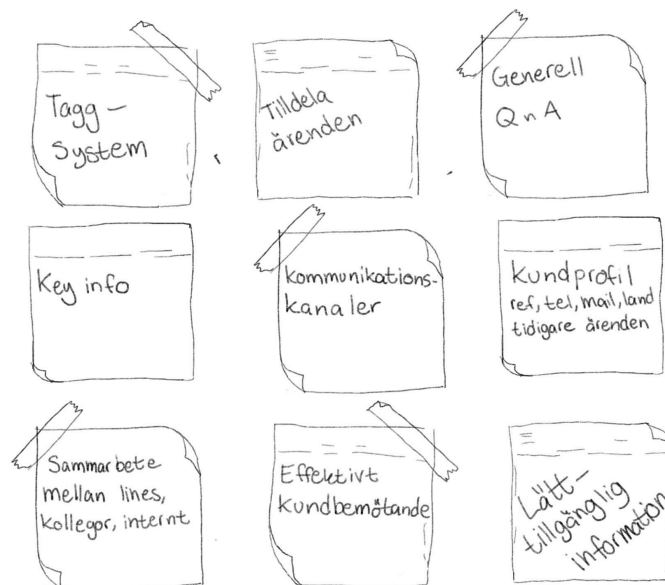 Tagg-
system
Tilldela
ärenden
Generell
QnA
Key info
kommunikations-
kanaler
Kundprofil
ref, tel, mail, land
tidigare ärenden
Sammarbete
mellan lines,
kollegor, internt
Effektivt
kundbemötande
Lätt-
tillgänglig
information